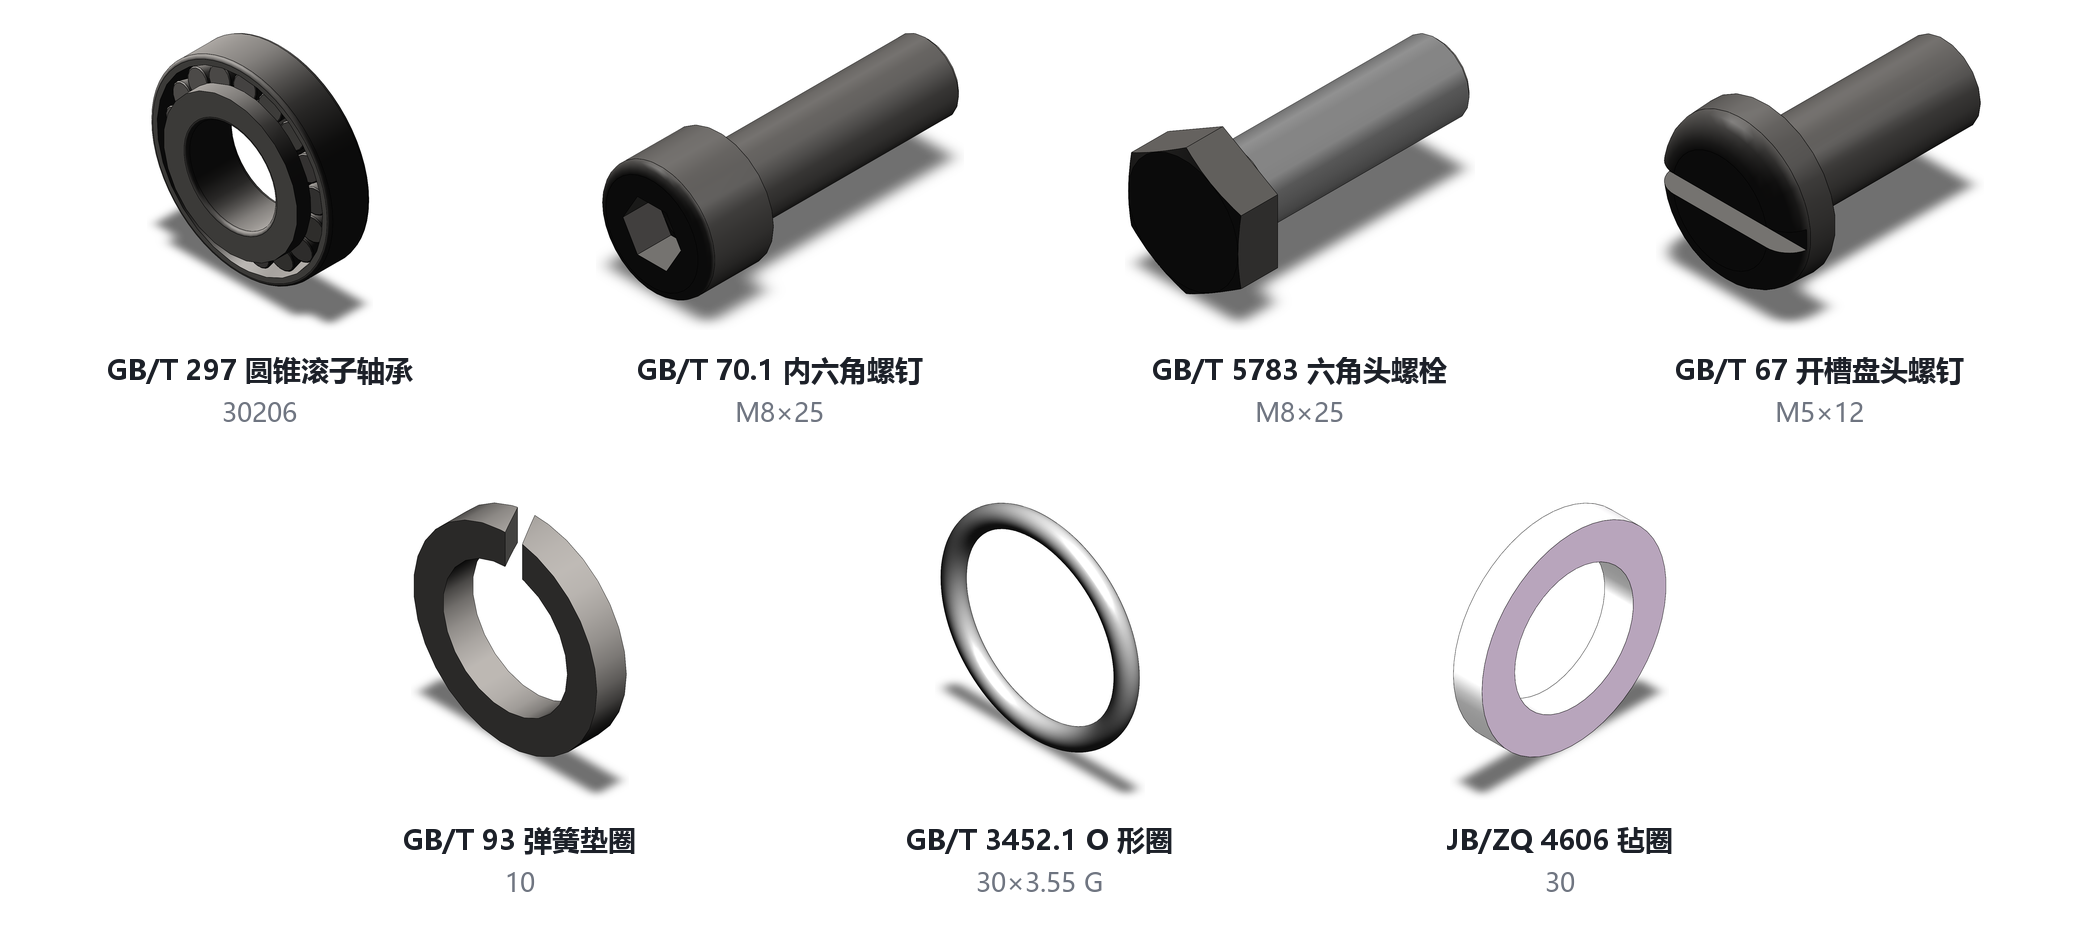 GB/T 297 圆锥滚子轴承
30206
GB/T 70.1 内六角螺钉
M8×25
GB/T 5783 六角头螺栓
M8×25
GB/T 67 开槽盘头螺钉
M5×12
GB/T 93 弹簧垫圈
10
GB/T 3452.1 O 形圈
30×3.55 G
JB/ZQ 4606 毡圈
30